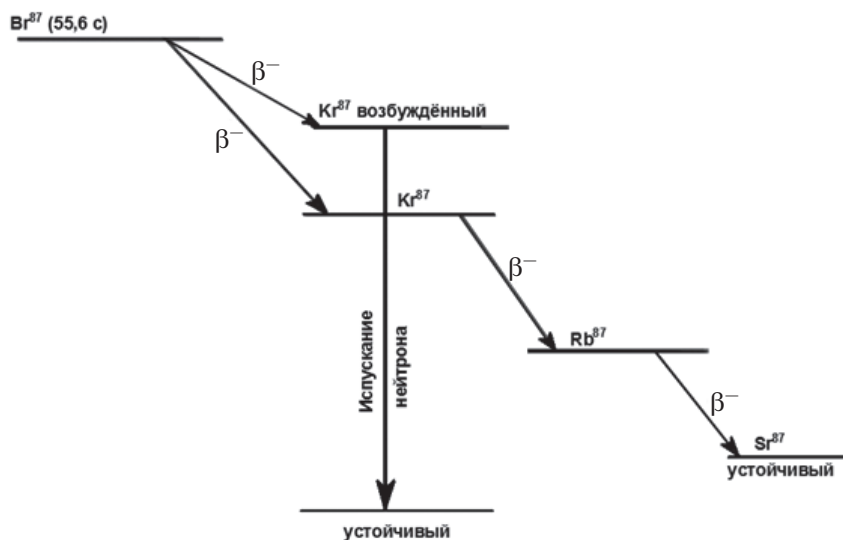 Br⁸⁷ (55,6 с)
β⁻
Kr⁸⁷ возбуждённый
β⁻
Kr⁸⁷
β⁻
Испускание
нейтрона
Rb⁸⁷
β⁻
Sr⁸⁷
устойчивый
устойчивый